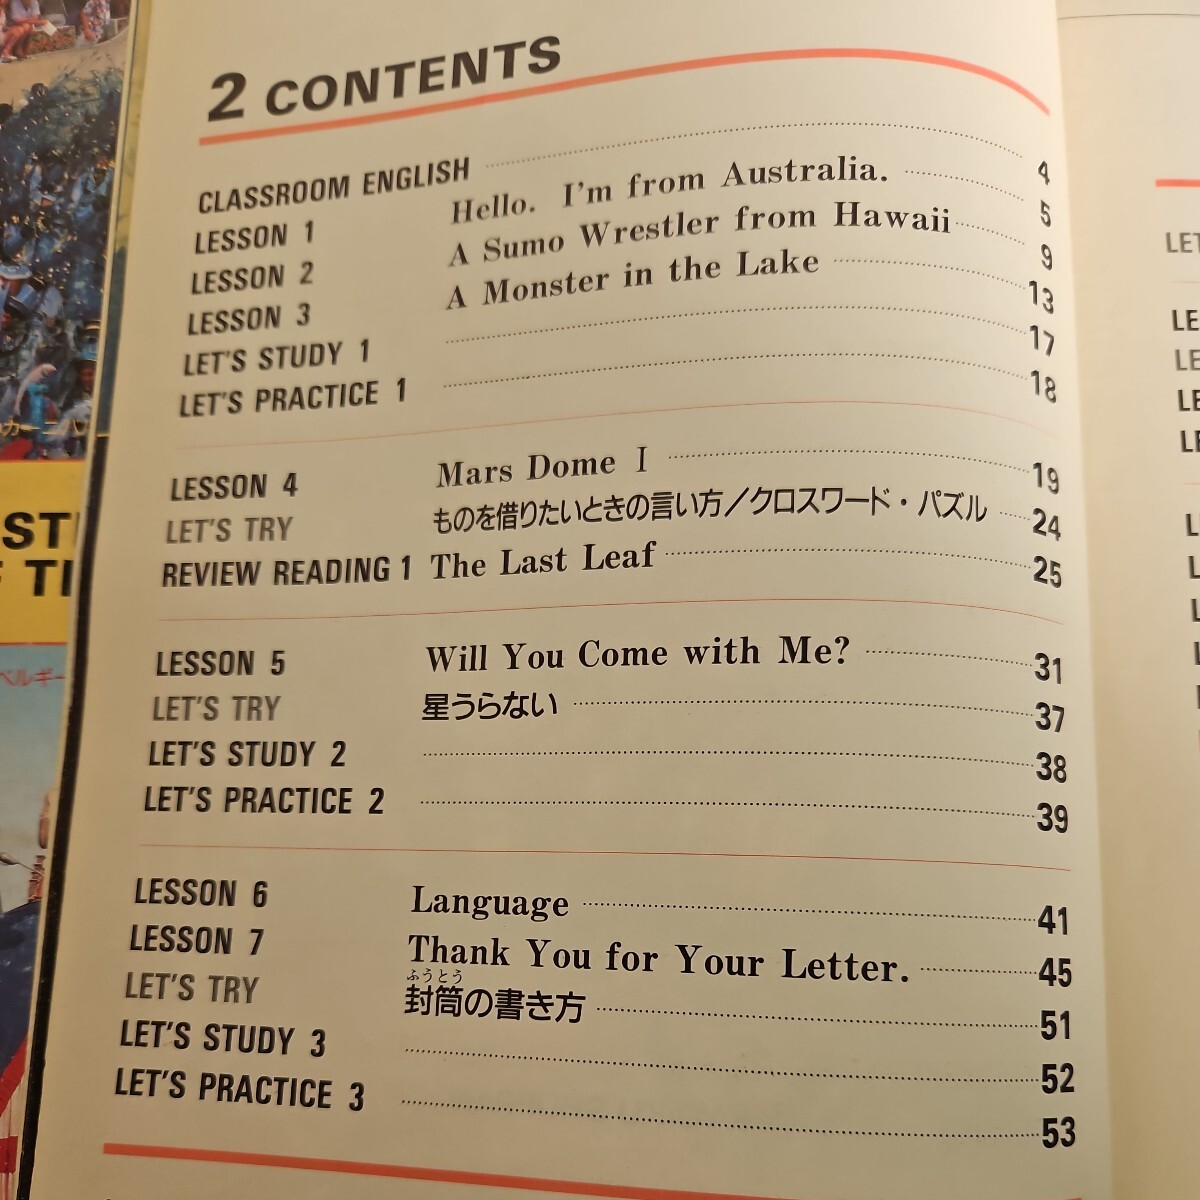 2 CONTENTS
CLASSROOM ENGLISH 4
LESSON 1 Hello. I'm from Australia. 5
LESSON 2 A Sumo Wrestler from Hawaii 9
LESSON 3 A Monster in the Lake 13
LET'S STUDY 1 17
LET'S PRACTICE 1 18
LESSON 4 Mars Dome I 19
LET'S TRY ものを借りたいときの言い方/クロスワード・パズル 24
REVIEW READING 1 The Last Leaf 25
LESSON 5 Will You Come with Me? 31
LET'S TRY 星うらない 37
LET'S STUDY 2 38
LET'S PRACTICE 2 39
LESSON 6 Language 41
LESSON 7 Thank You for Your Letter. 45
ふうとう
LET'S TRY 封筒の書き方 51
LET'S STUDY 3 52
LET'S PRACTICE 3 53